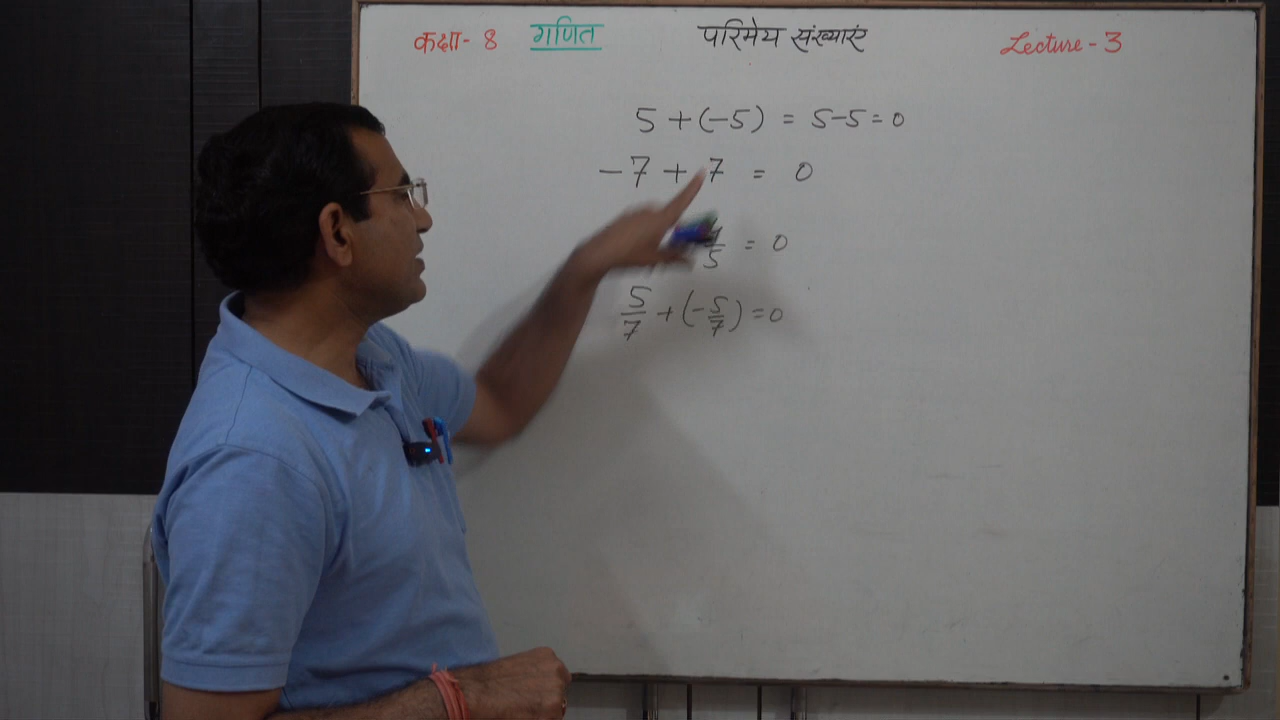 कक्षा- 8 गणित परिमेय संख्याएं Lecture - 3
5 + (-5) = 5-5 = 0
-7 + 7 = 0
/5 = 0
5/7 + (-5/7) = 0